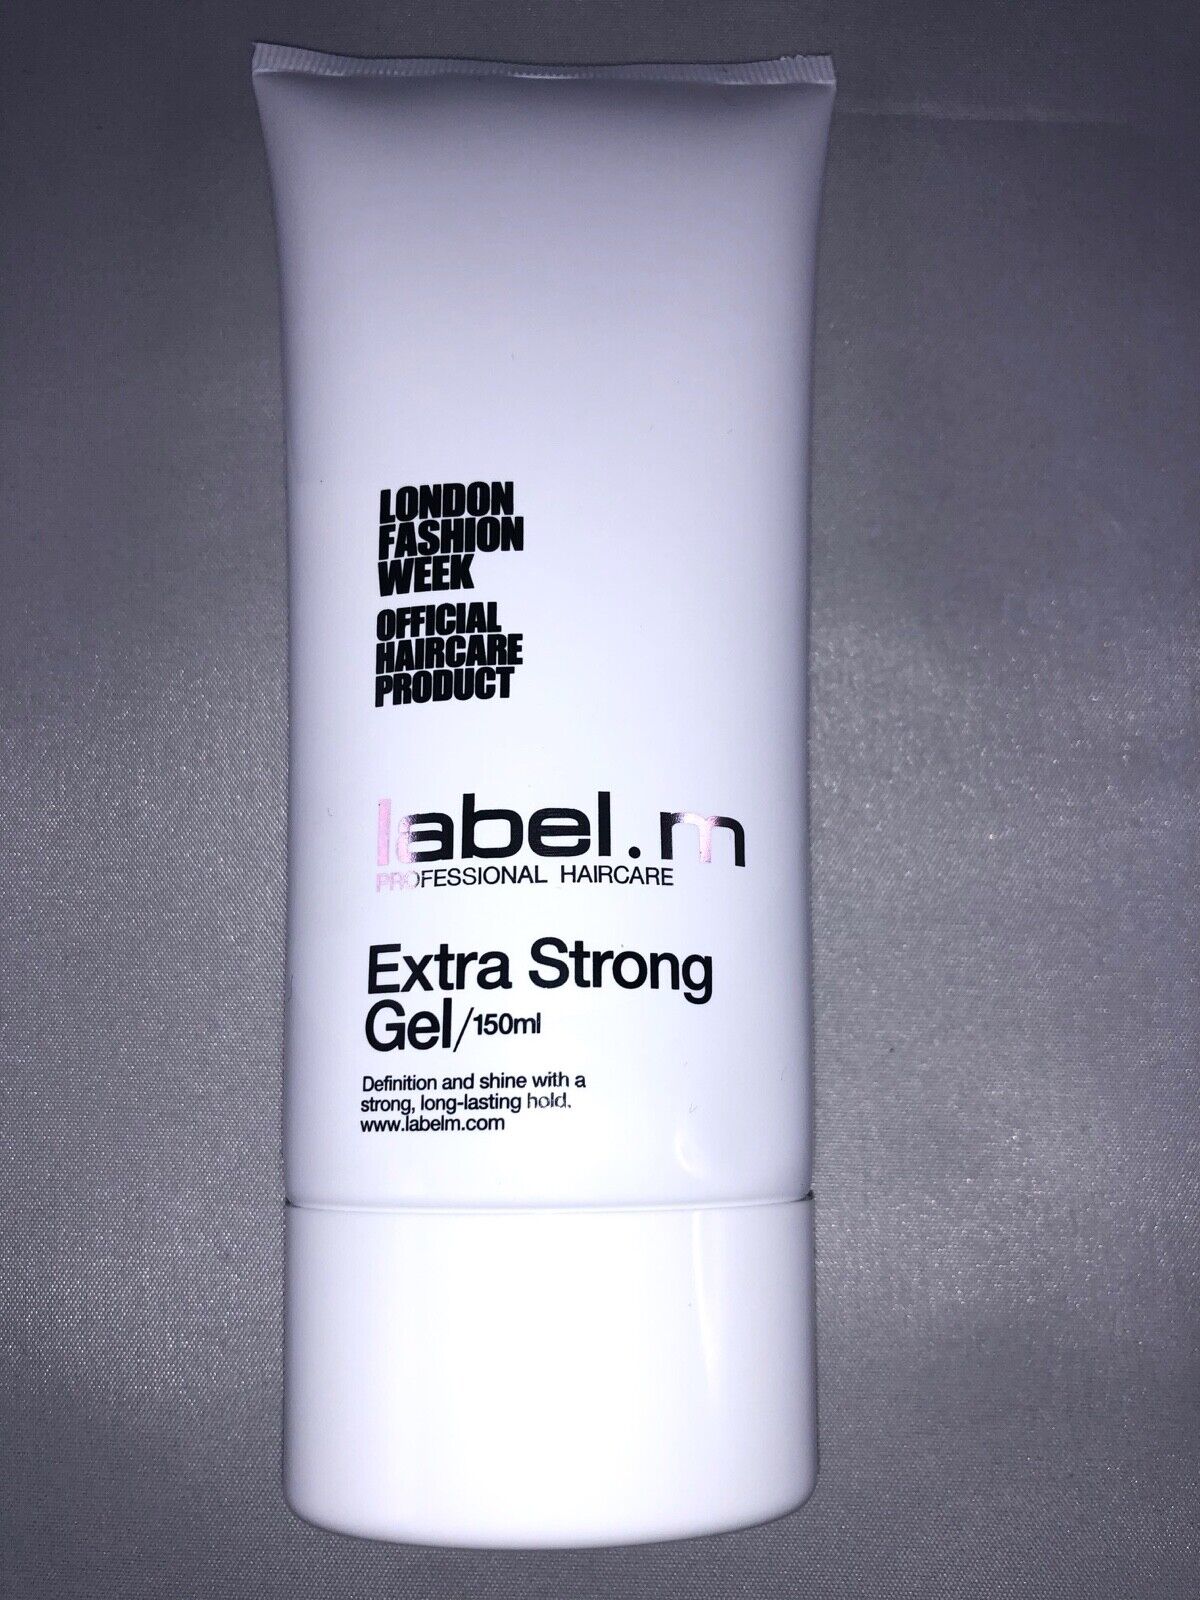 LONDON
FASHION
WEEK
OFFICIAL
HAIRCARE
PRODUCT
label.m
PROFESSIONAL HAIRCARE
Extra Strong
Gel/150ml
Definition and shine with a
strong, long-lasting hold.
www.labelm.com